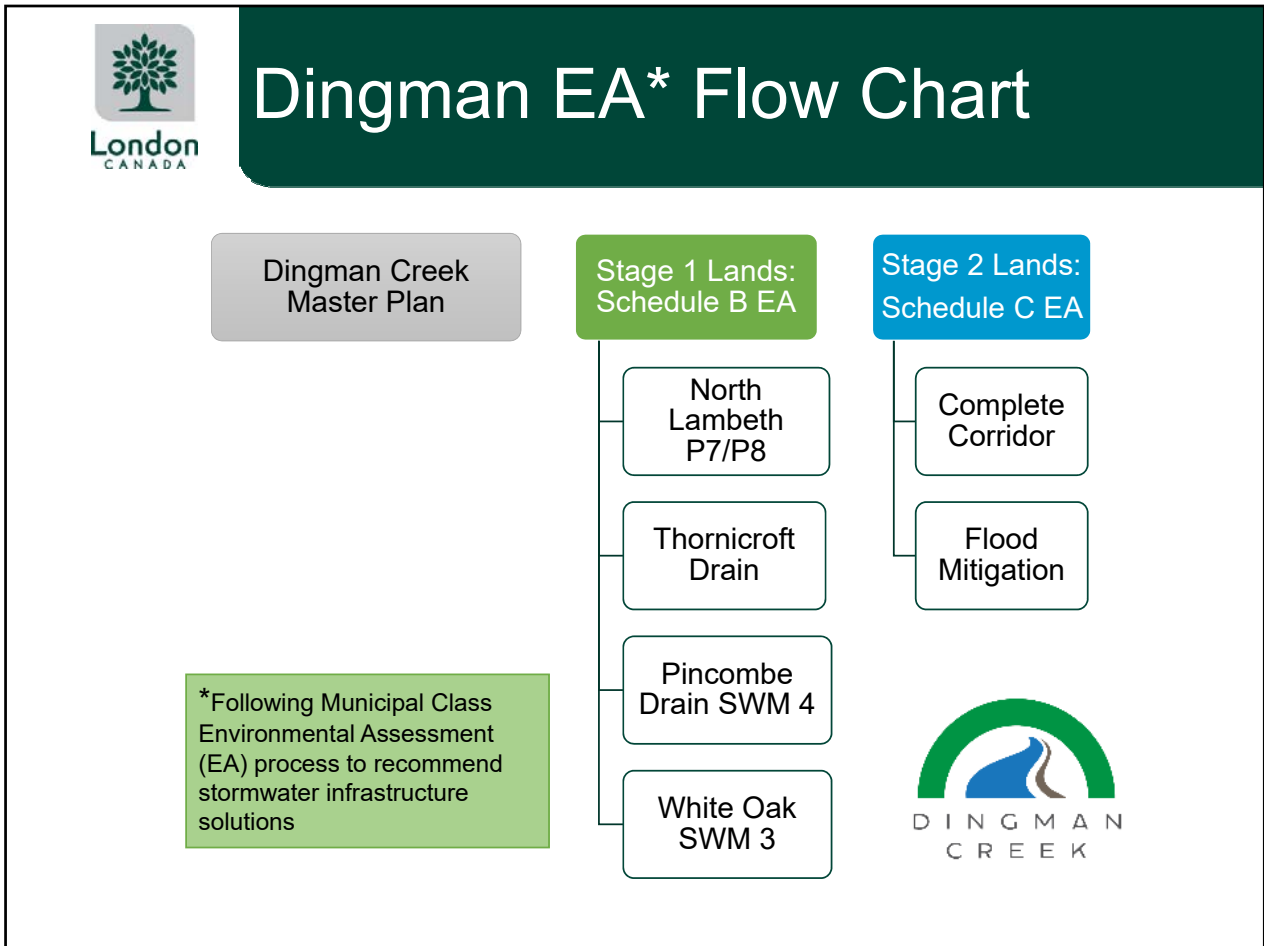 London
CANADA
Dingman EA* Flow Chart
Dingman Creek
Master Plan
Stage 1 Lands:
Schedule B EA
North
Lambeth
P7/P8
Thornicroft
Drain
Pincombe
Drain SWM 4
White Oak
SWM 3
Stage 2 Lands:
Schedule C EA
Complete
Corridor
Flood
Mitigation
*Following Municipal Class
Environmental Assessment
(EA) process to recommend
stormwater infrastructure
solutions
DINGMAN
CREEK